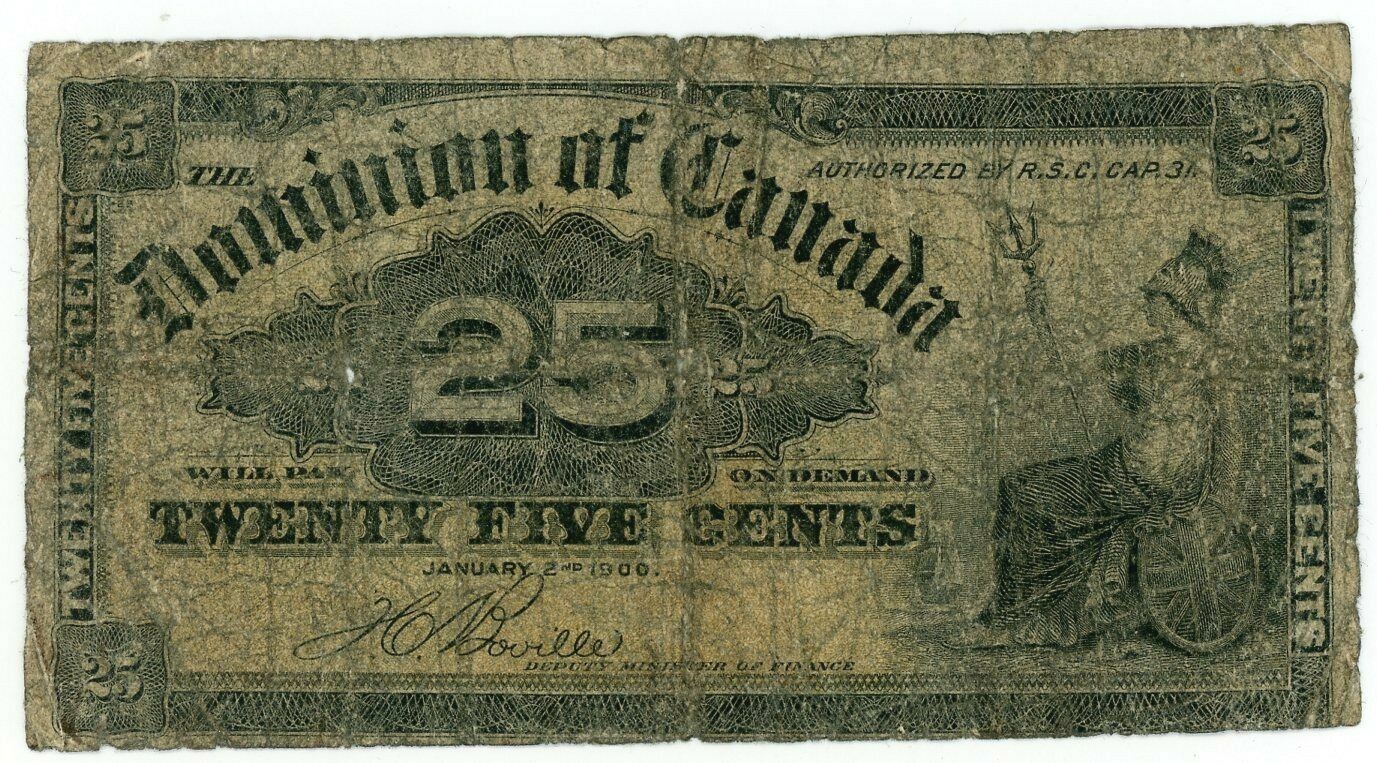 25
25
THE
Dominion of Canada
AUTHORIZED BY R.S.C. CAP. 31.
TWENTY FIVE CENTS
25
TWENTY FIVE CENTS
WILL PAY
ON DEMAND
TWENTY FIVE CENTS
JANUARY 2ND 1900.
H C Boville
DEPUTY MINISTER OF FINANCE
25